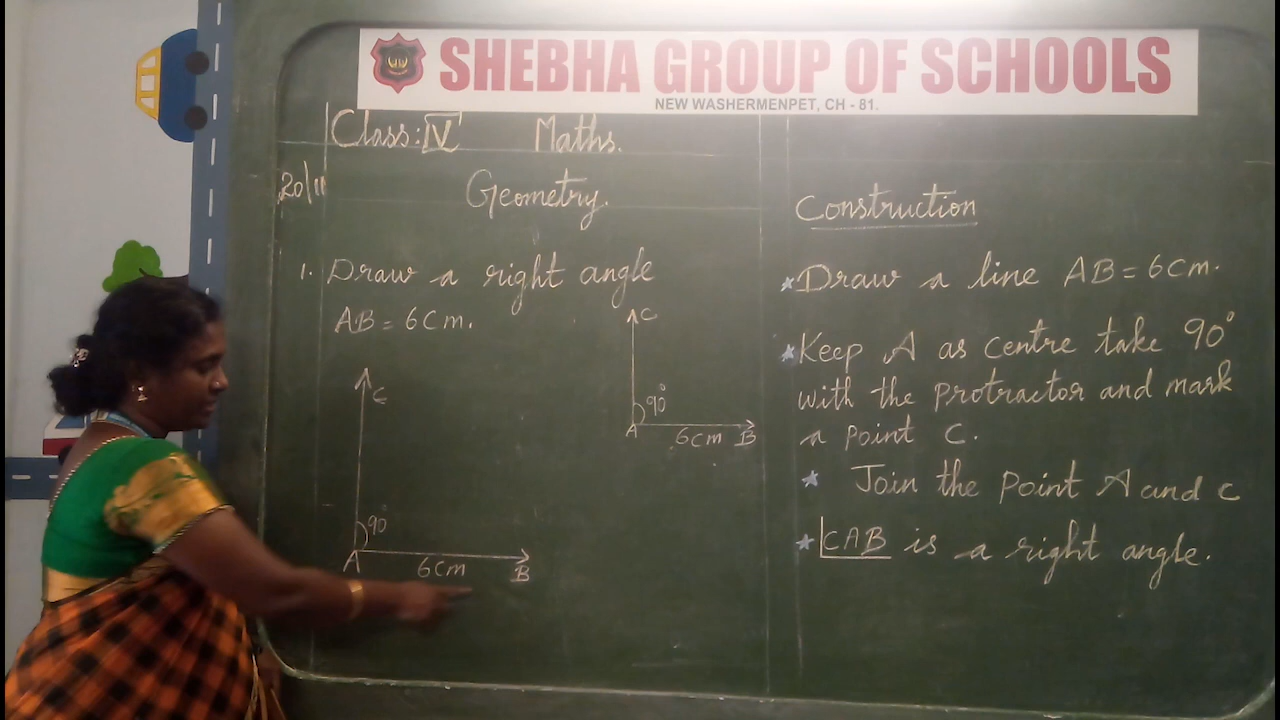 SHEBHA GROUP OF SCHOOLS
NEW WASHERMENPET, CH - 81.
Class: IV Maths.
20/11
Geometry.
1. Draw a right angle
AB = 6cm.
C
90°
A 6cm B
C
90°
A 6cm B
Construction
Draw a line AB = 6cm.
Keep A as centre take 90°
with the protractor and mark
a point C.
Join the point A and C
CAB is a right angle.